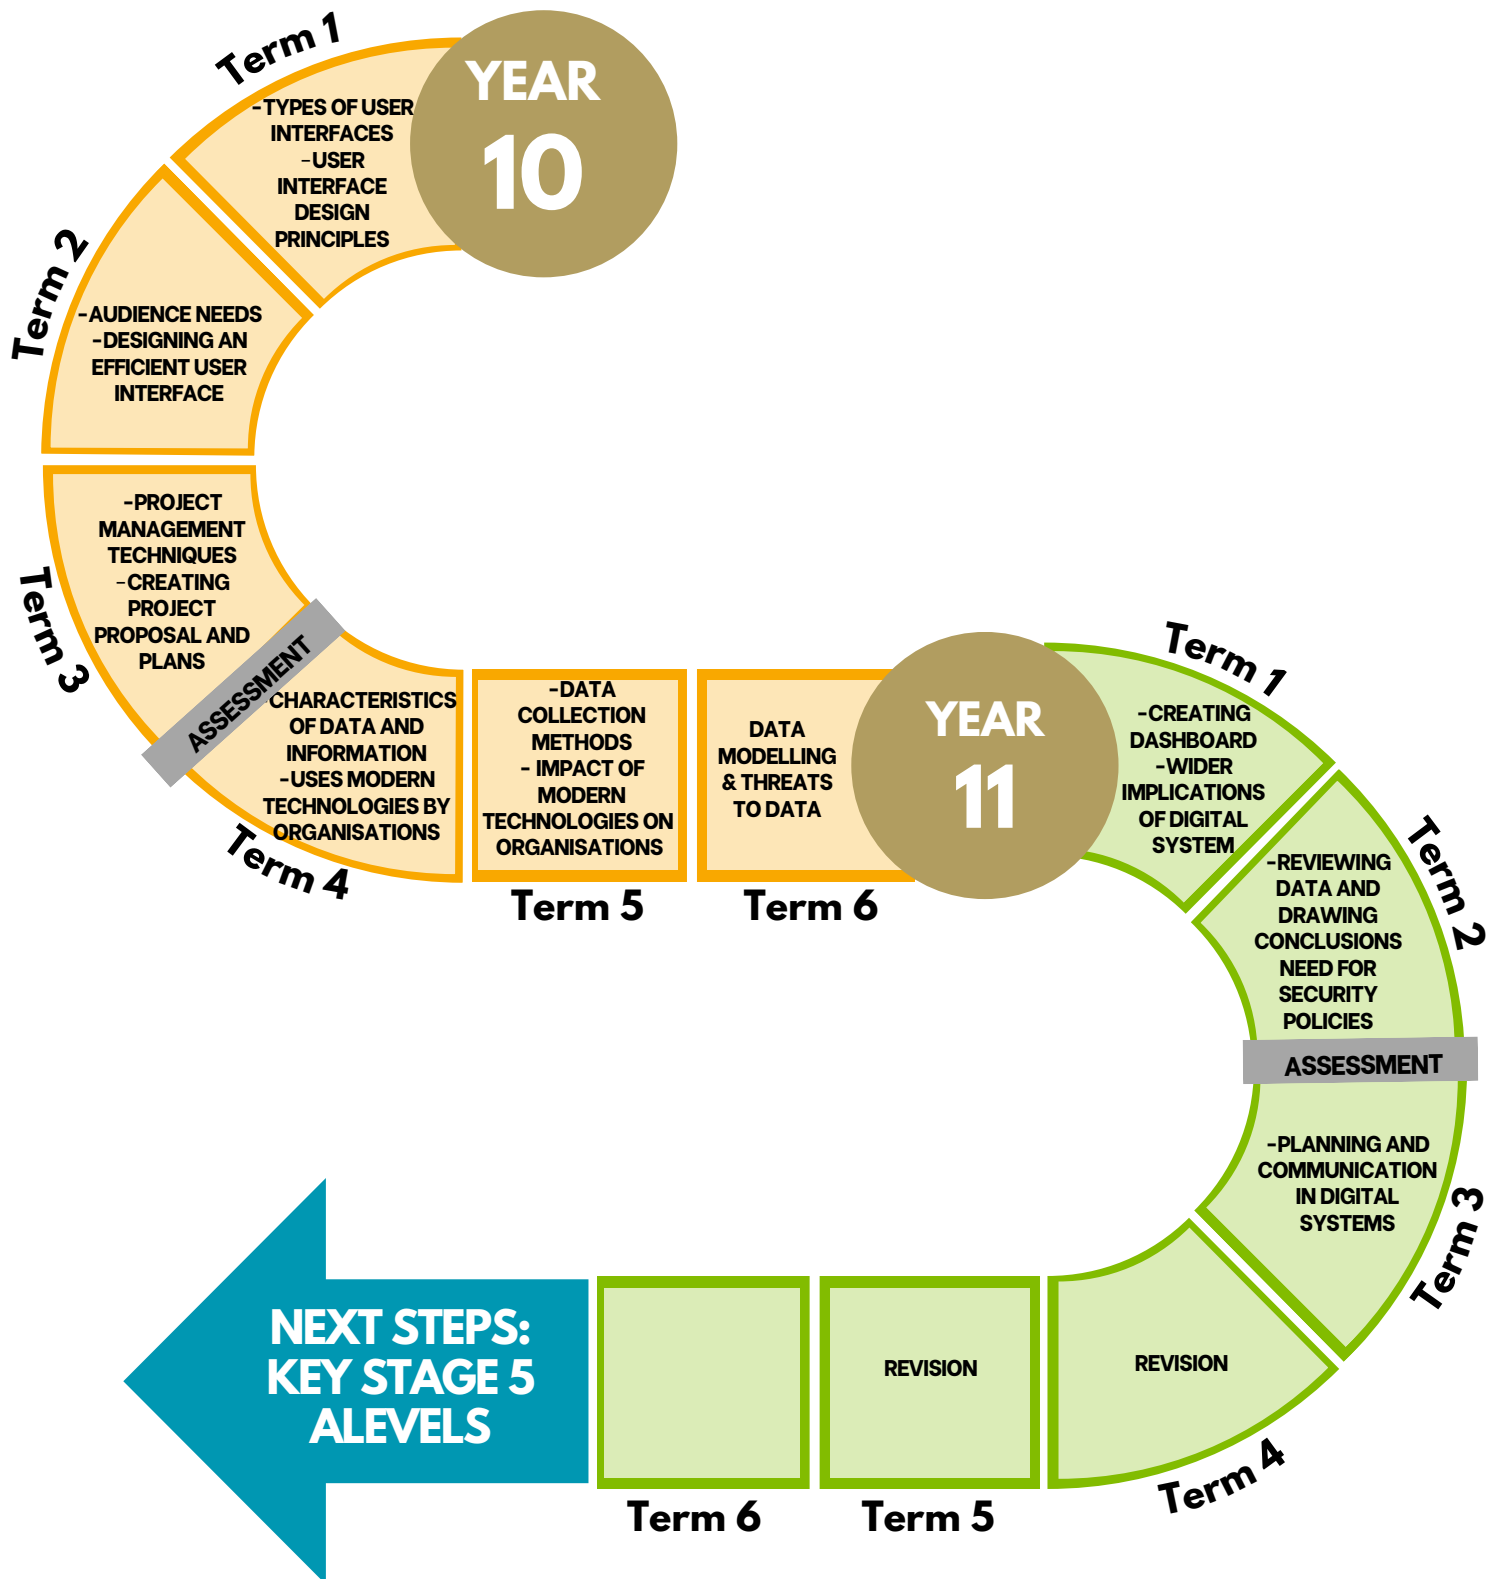 YEAR
10
Term 1
-TYPES OF USER
INTERFACES
-USER
INTERFACE
DESIGN
PRINCIPLES
Term 2
-AUDIENCE NEEDS
-DESIGNING AN
EFFICIENT USER
INTERFACE
Term 3
-PROJECT
MANAGEMENT
TECHNIQUES
-CREATING
PROJECT
PROPOSAL AND
PLANS
ASSESSMENT
Term 4
CHARACTERISTICS
OF DATA AND
INFORMATION
-USES MODERN
TECHNOLOGIES BY
ORGANISATIONS
-DATA
COLLECTION
METHODS
- IMPACT OF
MODERN
TECHNOLOGIES ON
ORGANISATIONS
Term 5
DATA
MODELLING
& THREATS
TO DATA
Term 6
YEAR
11
Term 1
-CREATING
DASHBOARD
-WIDER
IMPLICATIONS
OF DIGITAL
SYSTEM
Term 2
-REVIEWING
DATA AND
DRAWING
CONCLUSIONS
NEED FOR
SECURITY
POLICIES
ASSESSMENT
-PLANNING AND
COMMUNICATION
IN DIGITAL
SYSTEMS
Term 3
REVISION
Term 4
REVISION
Term 5
Term 6
NEXT STEPS:
KEY STAGE 5
ALEVELS